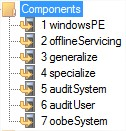 Components
1 windowsPE
2 offlineServicing
3 generalize
4 specialize
5 auditSystem
6 auditUser
7 oobeSystem